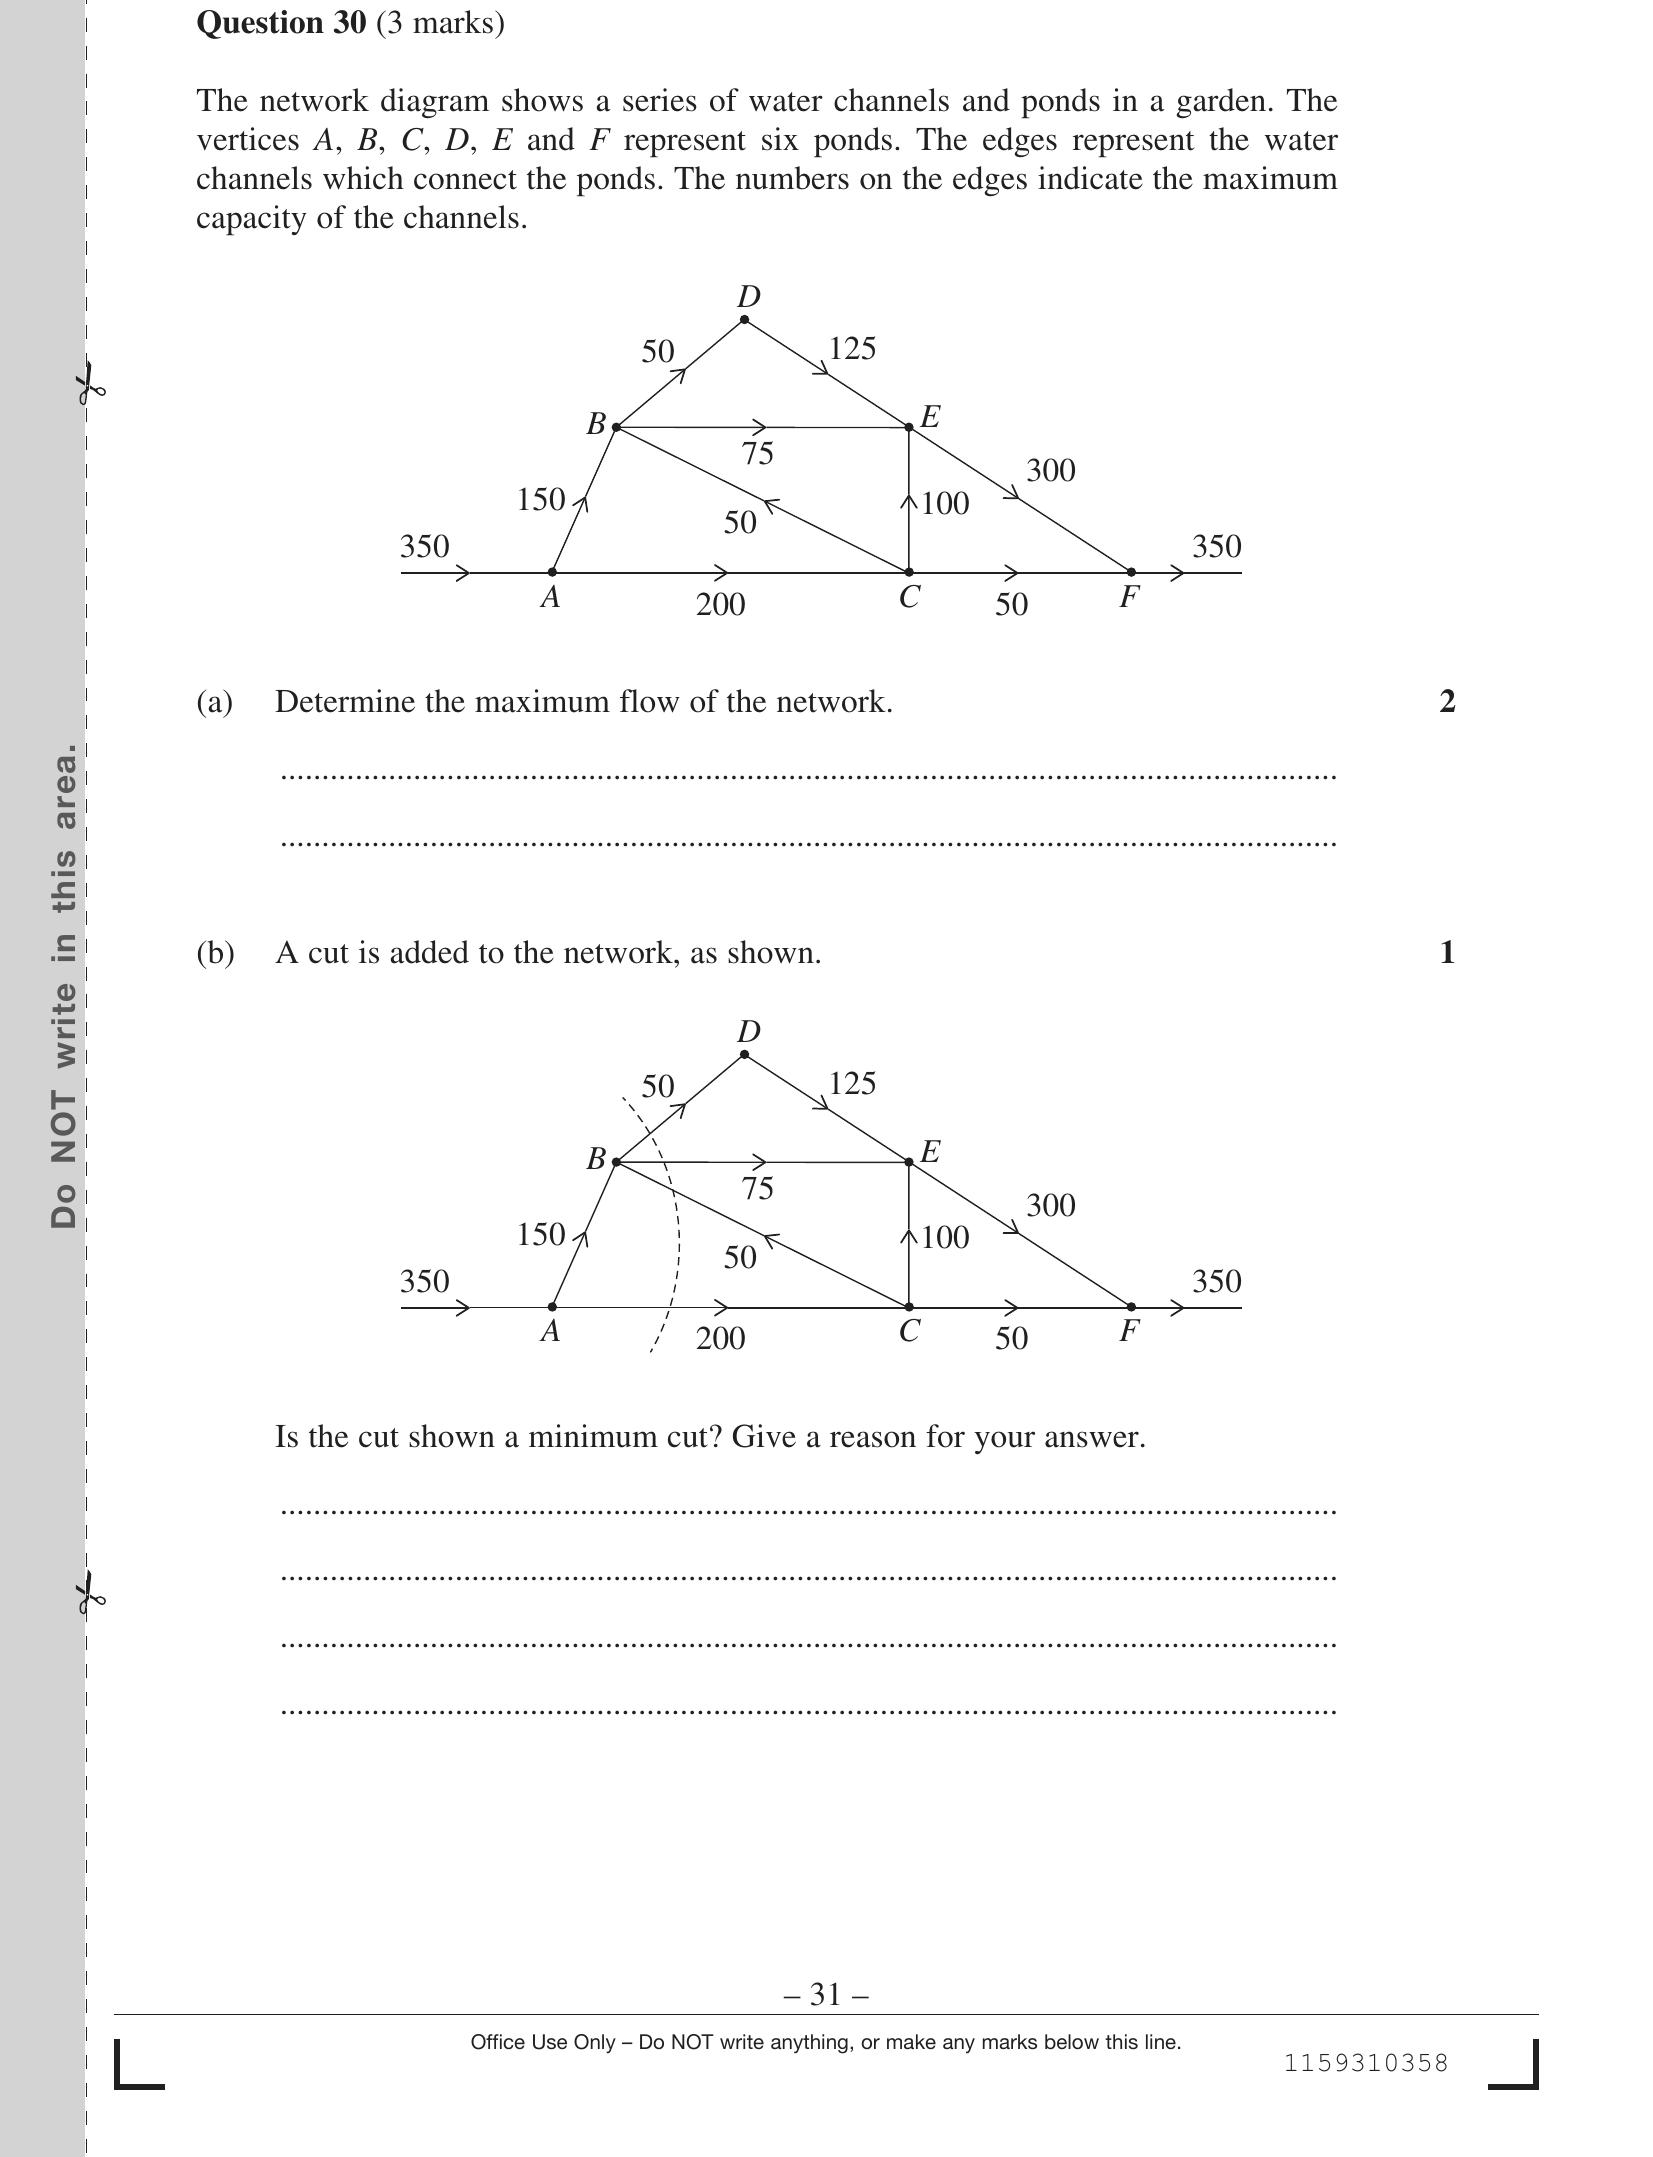 Question 30 (3 marks)
The network diagram shows a series of water channels and ponds in a garden. The
vertices A, B, C, D, E and F represent six ponds. The edges represent the water
channels which connect the ponds. The numbers on the edges indicate the maximum
capacity of the channels.
D
50
125
B
E
75
300
150
100
50
350
350
A
200
C
50
F
(a) Determine the maximum flow of the network. 2
(b) A cut is added to the network, as shown. 1
D
50
125
B
E
75
300
150
100
50
350
350
A
200
C
50
F
Is the cut shown a minimum cut? Give a reason for your answer.
Do NOT write in this area.
– 31 –
Office Use Only – Do NOT write anything, or make any marks below this line.
1159310358